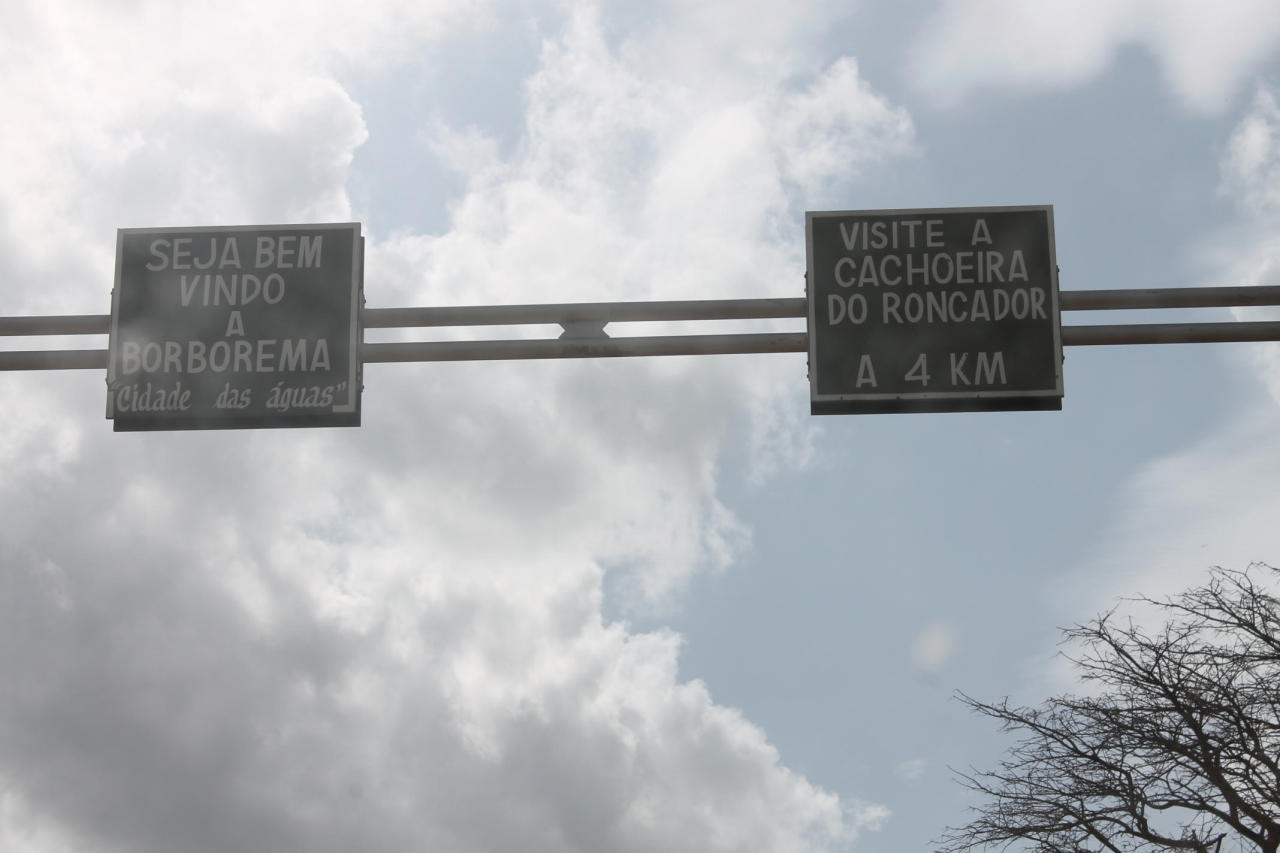 SEJA BEM
VINDO
A
BORBOREMA
"Cidade das águas"
VISITE A
CACHOEIRA
DO RONCADOR
A 4 KM